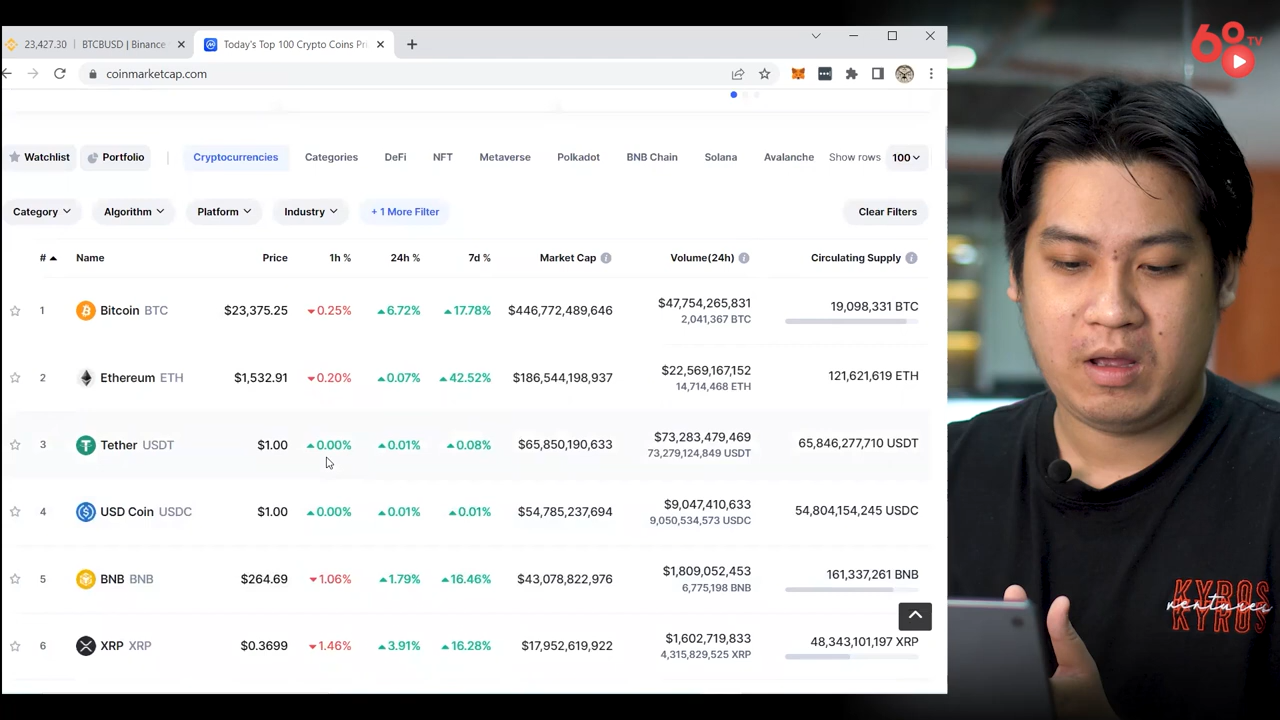 23,427.30 | BTCBUSD | Binance
Today's Top 100 Crypto Coins Pri
68 TV
coinmarketcap.com
Watchlist Portfolio Cryptocurrencies Categories DeFi NFT Metaverse Polkadot BNB Chain Solana Avalanche Show rows 100
Category Algorithm Platform Industry + 1 More Filter Clear Filters
# Name Price 1h % 24h % 7d % Market Cap Volume(24h) Circulating Supply
1 Bitcoin BTC $23,375.25 0.25% 6.72% 17.78% $446,772,489,646 $47,754,265,831 19,098,331 BTC
2,041,367 BTC
2 Ethereum ETH $1,532.91 0.20% 0.07% 42.52% $186,544,198,937 $22,569,167,152 121,621,619 ETH
14,714,468 ETH
3 Tether USDT $1.00 0.00% 0.01% 0.08% $65,850,190,633 $73,283,479,469 65,846,277,710 USDT
73,279,124,849 USDT
4 USD Coin USDC $1.00 0.00% 0.01% 0.01% $54,785,237,694 $9,047,410,633 54,804,154,245 USDC
9,050,534,573 USDC
5 BNB BNB $264.69 1.06% 1.79% 16.46% $43,078,822,976 $1,809,052,453 161,337,261 BNB
6,775,198 BNB
6 XRP XRP $0.3699 1.46% 3.91% 16.28% $17,952,619,922 $1,602,719,833 48,343,101,197 XRP
4,315,829,525 XRP
KYROS
ventures
KYROS